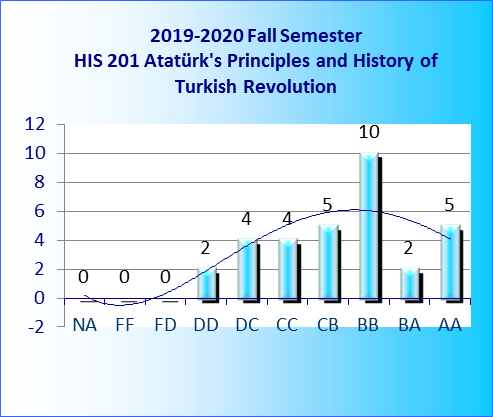 2019-2020 Fall Semester
HIS 201 Atatürk's Principles and History of
Turkish Revolution
12
10
8
6
4
2
0
-2
0 0 0 2 4 4 5 10 2 5
NA FF FD DD DC CC CB BB BA AA